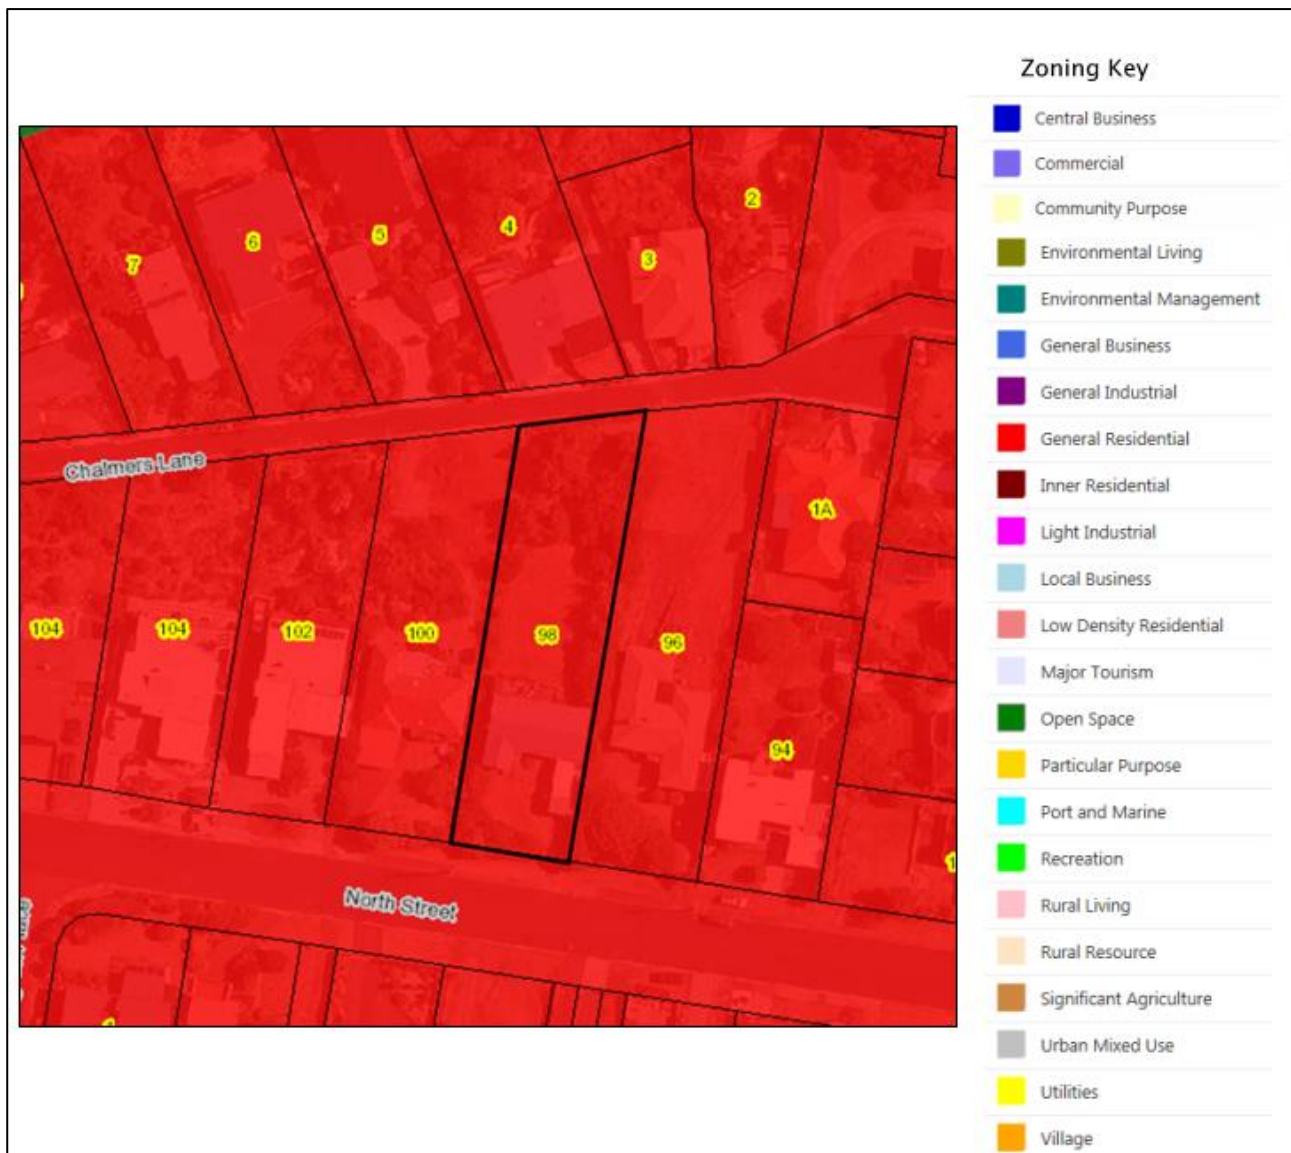 Zoning Key
Central Business
Commercial
Community Purpose
Environmental Living
Environmental Management
General Business
General Industrial
General Residential
Inner Residential
Light Industrial
Local Business
Low Density Residential
Major Tourism
Open Space
Particular Purpose
Port and Marine
Recreation
Rural Living
Rural Resource
Significant Agriculture
Urban Mixed Use
Utilities
Village
2
4
5
6
3
7
Chalmers Lane
1A
104
104
102
100
98
96
94
North Street